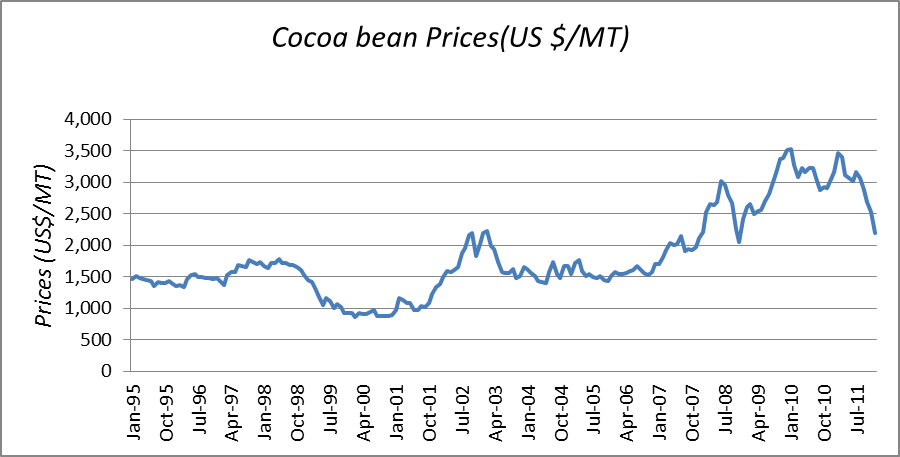 Cocoa bean Prices(US $/MT)
Prices (US$/MT)
4,000
3,500
3,000
2,500
2,000
1,500
1,000
500
0
Jan-95
Oct-95
Jul-96
Apr-97
Jan-98
Oct-98
Jul-99
Apr-00
Jan-01
Oct-01
Jul-02
Apr-03
Jan-04
Oct-04
Jul-05
Apr-06
Jan-07
Oct-07
Jul-08
Apr-09
Jan-10
Oct-10
Jul-11